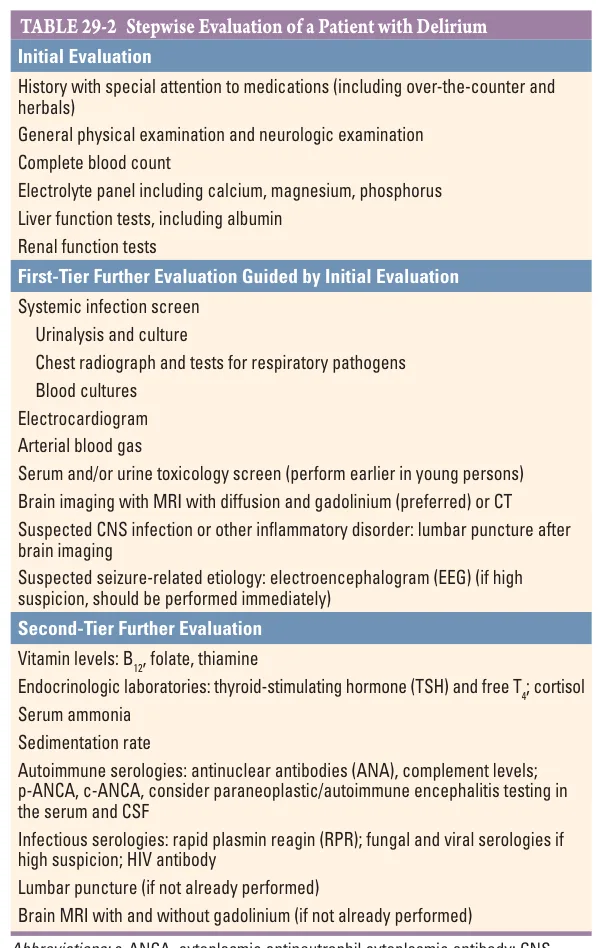 TABLE 29-2 Stepwise Evaluation of a Patient with Delirium
Initial Evaluation
History with special attention to medications (including over-the-counter and
herbals)
General physical examination and neurologic examination
Complete blood count
Electrolyte panel including calcium, magnesium, phosphorus
Liver function tests, including albumin
Renal function tests
First-Tier Further Evaluation Guided by Initial Evaluation
Systemic infection screen
Urinalysis and culture
Chest radiograph and tests for respiratory pathogens
Blood cultures
Electrocardiogram
Arterial blood gas
Serum and/or urine toxicology screen (perform earlier in young persons)
Brain imaging with MRI with diffusion and gadolinium (preferred) or CT
Suspected CNS infection or other inflammatory disorder: lumbar puncture after
brain imaging
Suspected seizure-related etiology: electroencephalogram (EEG) (if high
suspicion, should be performed immediately)
Second-Tier Further Evaluation
Vitamin levels: B12, folate, thiamine
Endocrinologic laboratories: thyroid-stimulating hormone (TSH) and free T4; cortisol
Serum ammonia
Sedimentation rate
Autoimmune serologies: antinuclear antibodies (ANA), complement levels;
p-ANCA, c-ANCA, consider paraneoplastic/autoimmune encephalitis testing in
the serum and CSF
Infectious serologies: rapid plasmin reagin (RPR); fungal and viral serologies if
high suspicion; HIV antibody
Lumbar puncture (if not already performed)
Brain MRI with and without gadolinium (if not already performed)
Abbreviations: c-ANCA, cytoplasmic antineutrophil cytoplasmic antibody; CNS,